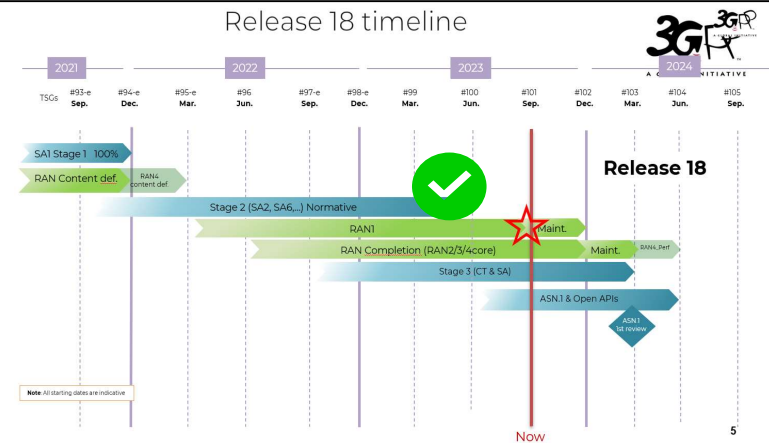 Release 18 timeline
3GPP
A GLOBAL INITIATIVE
3GPP
2021
2022
2023
2024
TSGs
#93-e
Sep.
#94-e
Dec.
#95-e
Mar.
#96
Jun.
#97-e
Sep.
#98-e
Dec.
#99
Mar.
#100
Jun.
#101
Sep.
#102
Dec.
#103
Mar.
#104
Jun.
#105
Sep.
SA1 Stage 1 100%
RAN Content def.
RAN4
content def
Release 18
Stage 2 (SA2, SA6,...) Normative
RAN1
Maint.
RAN Completion (RAN2/3/4core)
Maint.
RAN4_Perf
Stage 3 (CT & SA)
ASN.1 & Open APIs
ASN.1
1st review
Note: All starting dates are indicative
Now
5